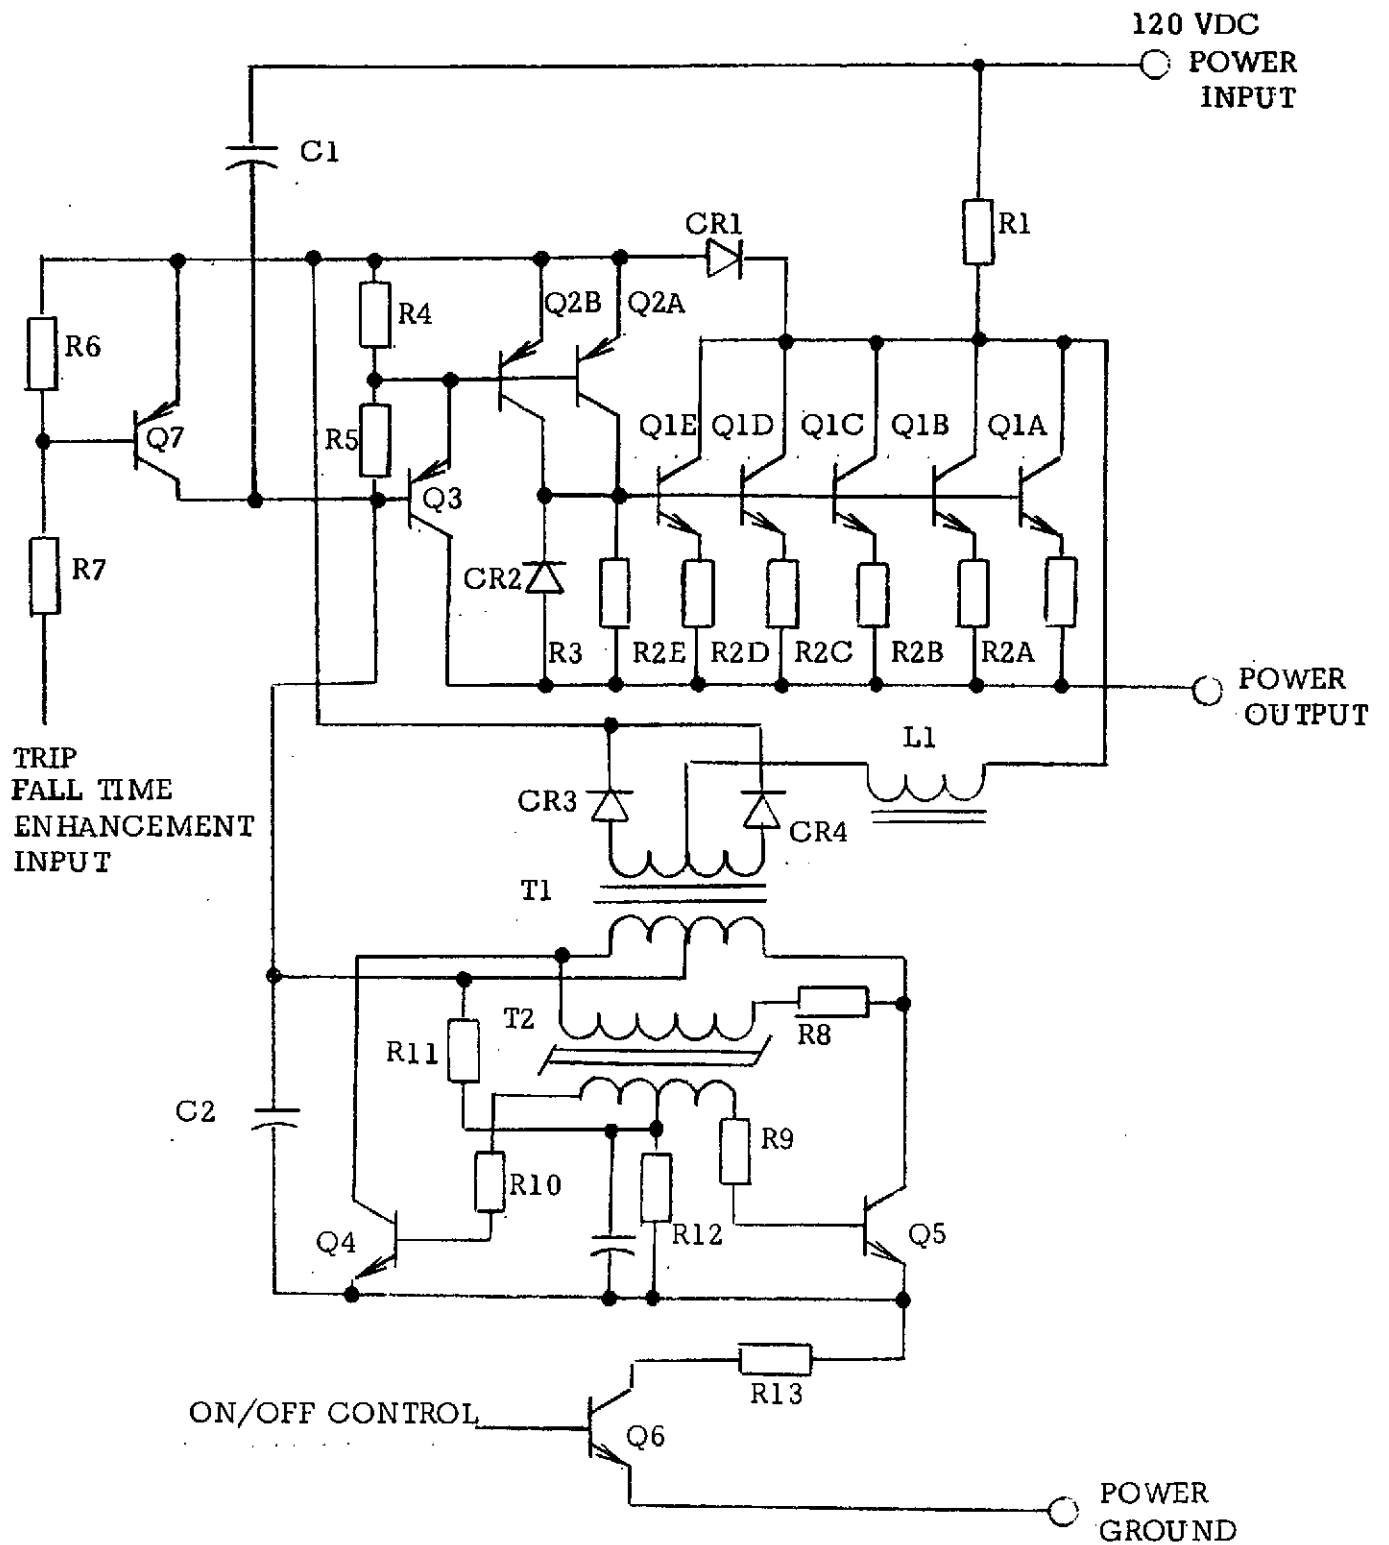 120 VDC
POWER
INPUT
C1
R1
CR1
Q2B
Q2A
R4
R6
Q7
R5
Q3
Q1E
Q1D
Q1C
Q1B
Q1A
R7
CR2
R3
R2E
R2D
R2C
R2B
R2A
POWER
OUTPUT
L1
TRIP
FALL TIME
ENHANCEMENT
INPUT
CR3
CR4
T1
T2
R8
R11
C2
R9
R10
R12
Q4
Q5
R13
ON/OFF CONTROL
Q6
POWER
GROUND